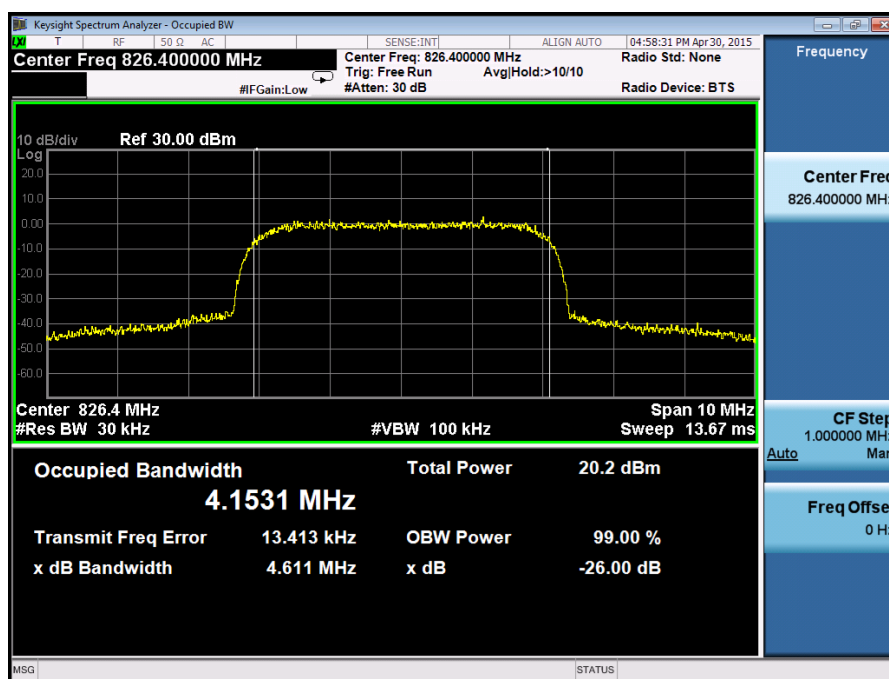 Keysight Spectrum Analyzer - Occupied BW
LXI T RF 50 Ω AC SENSE:INT ALIGN AUTO 04:58:31 PM Apr 30, 2015
Center Freq 826.400000 MHz
Center Freq: 826.400000 MHz Radio Std: None
Trig: Free Run Avg|Hold:>10/10
#IFGain:Low #Atten: 30 dB Radio Device: BTS
10 dB/div Ref 30.00 dBm
Log
20.0
10.0
0.00
-10.0
-20.0
-30.0
-40.0
-50.0
-60.0
Center 826.4 MHz Span 10 MHz
#Res BW 30 kHz #VBW 100 kHz Sweep 13.67 ms
Occupied Bandwidth Total Power 20.2 dBm
4.1531 MHz
Transmit Freq Error 13.413 kHz OBW Power 99.00 %
x dB Bandwidth 4.611 MHz x dB -26.00 dB
MSG STATUS
Frequency
Center Freq
826.400000 MHz
CF Step
1.000000 MHz
Auto Man
Freq Offse
0 H